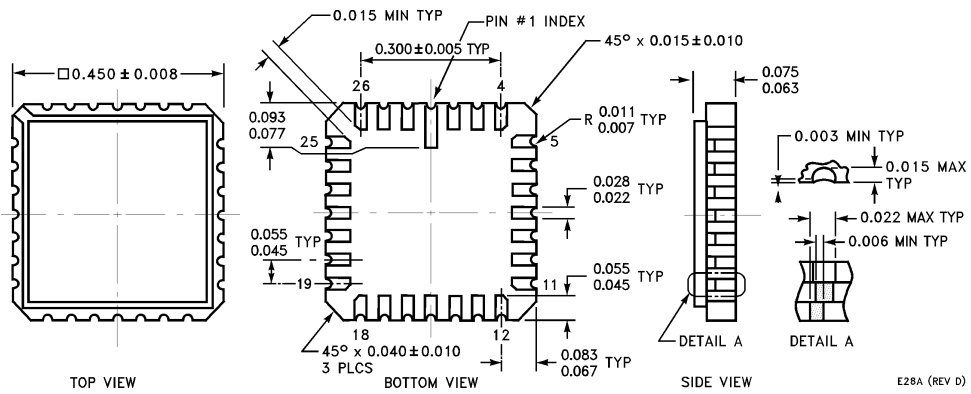 0.015 MIN TYP
PIN #1 INDEX
0.300±0.005 TYP
45° x 0.015±0.010
□0.450±0.008
26
4
0.075
0.063
0.093
0.077
R 0.011
0.007 TYP
25
5
0.003 MIN TYP
0.015 MAX
TYP
0.028
0.022 TYP
0.022 MAX TYP
0.006 MIN TYP
0.055
0.045 TYP
0.055
0.045 TYP
19
11
18
12
45° x 0.040±0.010
3 PLCS
0.083
0.067 TYP
DETAIL A
DETAIL A
TOP VIEW
BOTTOM VIEW
SIDE VIEW
E28A (REV D)